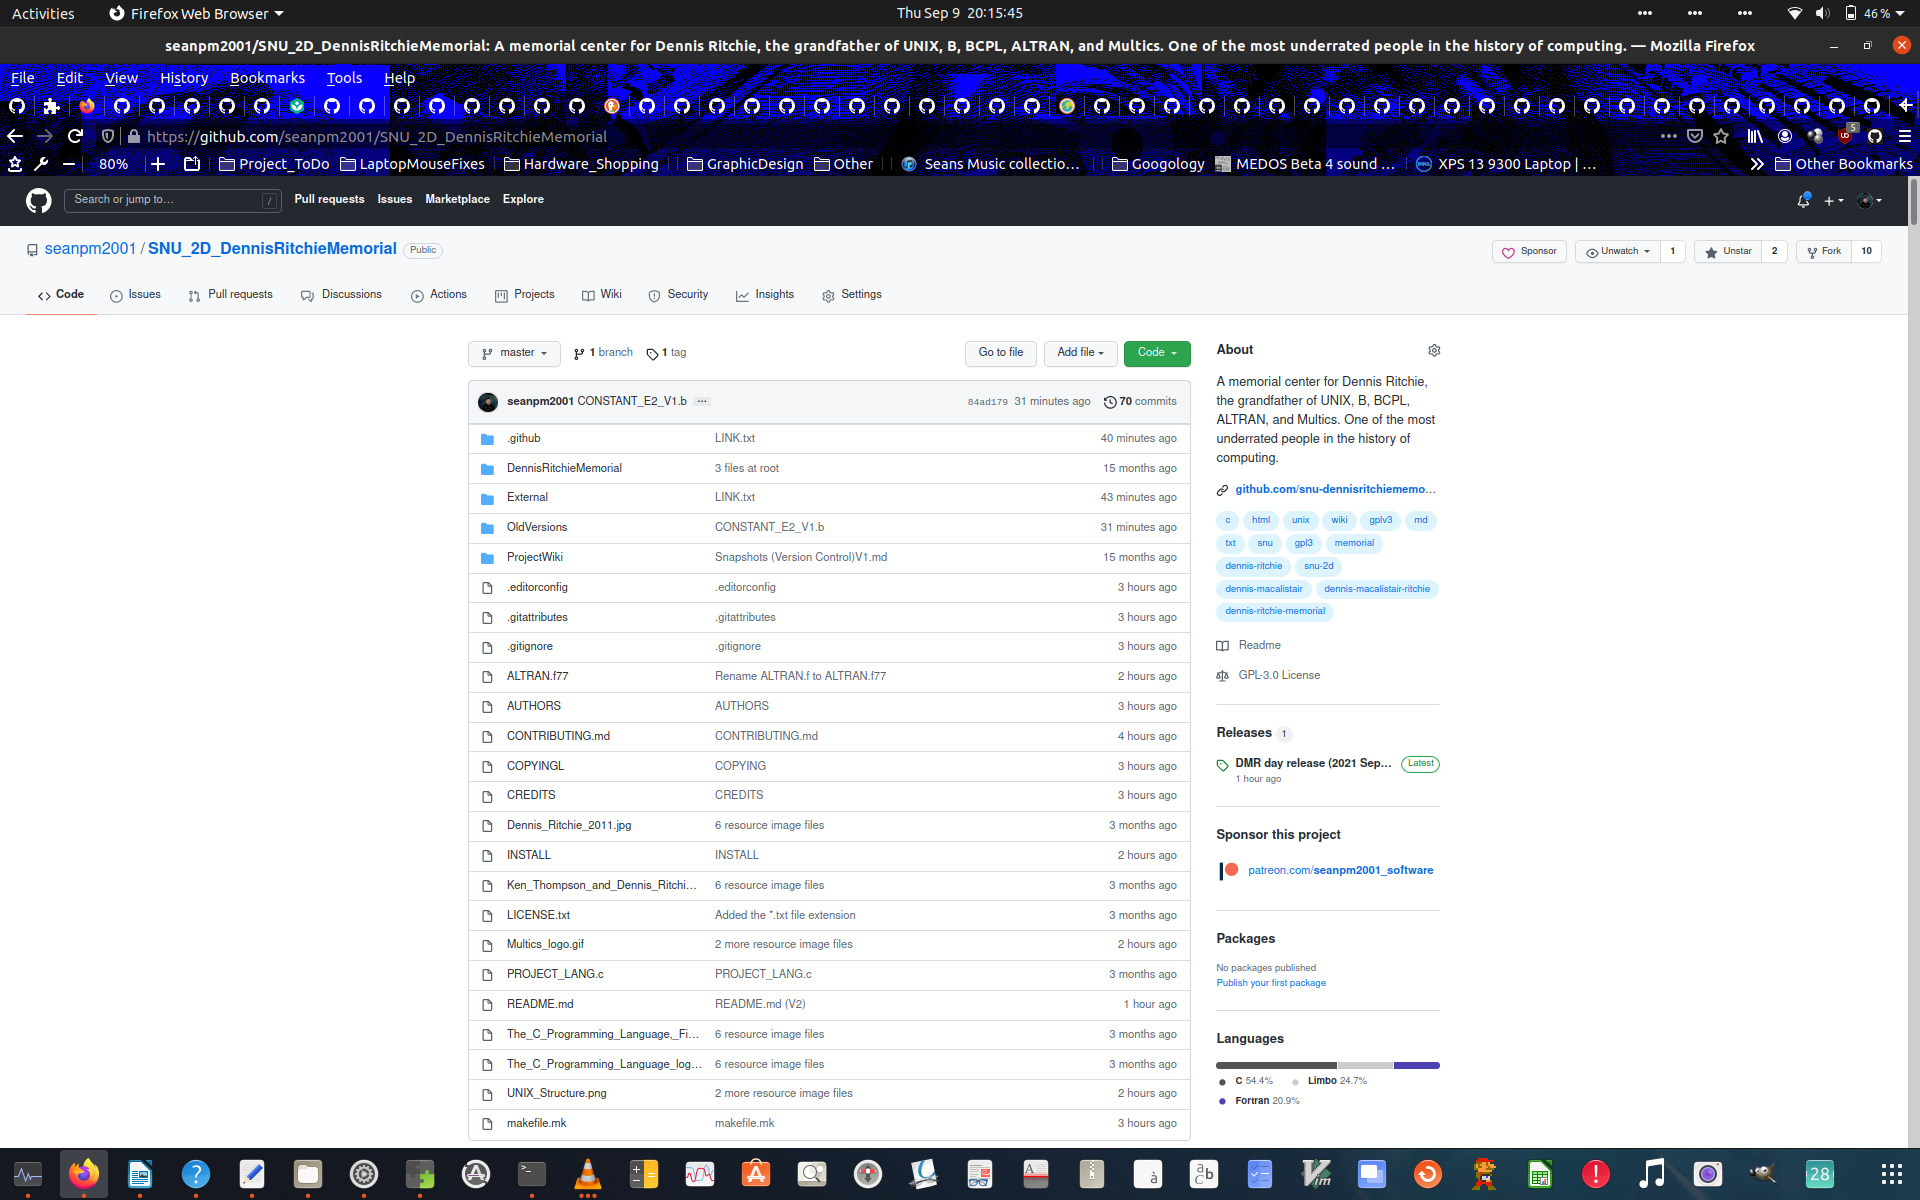 Activities Firefox Web Browser Thu Sep 9 20:15:45 46 %
seanpm2001/SNU_2D_DennisRitchieMemorial: A memorial center for Dennis Ritchie, the grandfather of UNIX, B, BCPL, ALTRAN, and Multics. One of the most underrated people in the history of computing. — Mozilla Firefox
File Edit View History Bookmarks Tools Help
https://github.com/seanpm2001/SNU_2D_DennisRitchieMemorial 5
80% Project_ToDo LaptopMouseFixes Hardware_Shopping GraphicDesign Other Seans Music collectio… Googology MEDOS Beta 4 sound … XPS 13 9300 Laptop | … Other Bookmarks
Search or jump to… / Pull requests Issues Marketplace Explore
seanpm2001 / SNU_2D_DennisRitchieMemorial Public Sponsor Unwatch 1 Unstar 2 Fork 10
Code Issues Pull requests Discussions Actions Projects Wiki Security Insights Settings
master 1 branch 1 tag Go to file Add file Code
seanpm2001 CONSTANT_E2_V1.b ... 84ad179 31 minutes ago 70 commits
.github LINK.txt 40 minutes ago
DennisRitchieMemorial 3 files at root 15 months ago
External LINK.txt 43 minutes ago
OldVersions CONSTANT_E2_V1.b 31 minutes ago
ProjectWiki Snapshots (Version Control)V1.md 15 months ago
.editorconfig .editorconfig 3 hours ago
.gitattributes .gitattributes 3 hours ago
.gitignore .gitignore 3 hours ago
ALTRAN.f77 Rename ALTRAN.f to ALTRAN.f77 2 hours ago
AUTHORS AUTHORS 3 hours ago
CONTRIBUTING.md CONTRIBUTING.md 4 hours ago
COPYINGL COPYING 3 hours ago
CREDITS CREDITS 3 hours ago
Dennis_Ritchie_2011.jpg 6 resource image files 3 months ago
INSTALL INSTALL 2 hours ago
Ken_Thompson_and_Dennis_Ritchi… 6 resource image files 3 months ago
LICENSE.txt Added the *.txt file extension 3 months ago
Multics_logo.gif 2 more resource image files 2 hours ago
PROJECT_LANG.c PROJECT_LANG.c 3 months ago
README.md README.md (V2) 1 hour ago
The_C_Programming_Language,_Fi… 6 resource image files 3 months ago
The_C_Programming_Language_log… 6 resource image files 3 months ago
UNIX_Structure.png 2 more resource image files 2 hours ago
makefile.mk makefile.mk 3 hours ago
About
A memorial center for Dennis Ritchie,
the grandfather of UNIX, B, BCPL,
ALTRAN, and Multics. One of the most
underrated people in the history of
computing.
github.com/snu-dennisritchiememo…
c html unix wiki gplv3 md
txt snu gpl3 memorial
dennis-ritchie snu-2d
dennis-macalistair dennis-macalistair-ritchie
dennis-ritchie-memorial
Readme
GPL-3.0 License
Releases 1
DMR day release (2021 Sep… Latest
1 hour ago
Sponsor this project
patreon.com/seanpm2001_software
Packages
No packages published
Publish your first package
Languages
C 54.4% Limbo 24.7%
Fortran 20.9%
28